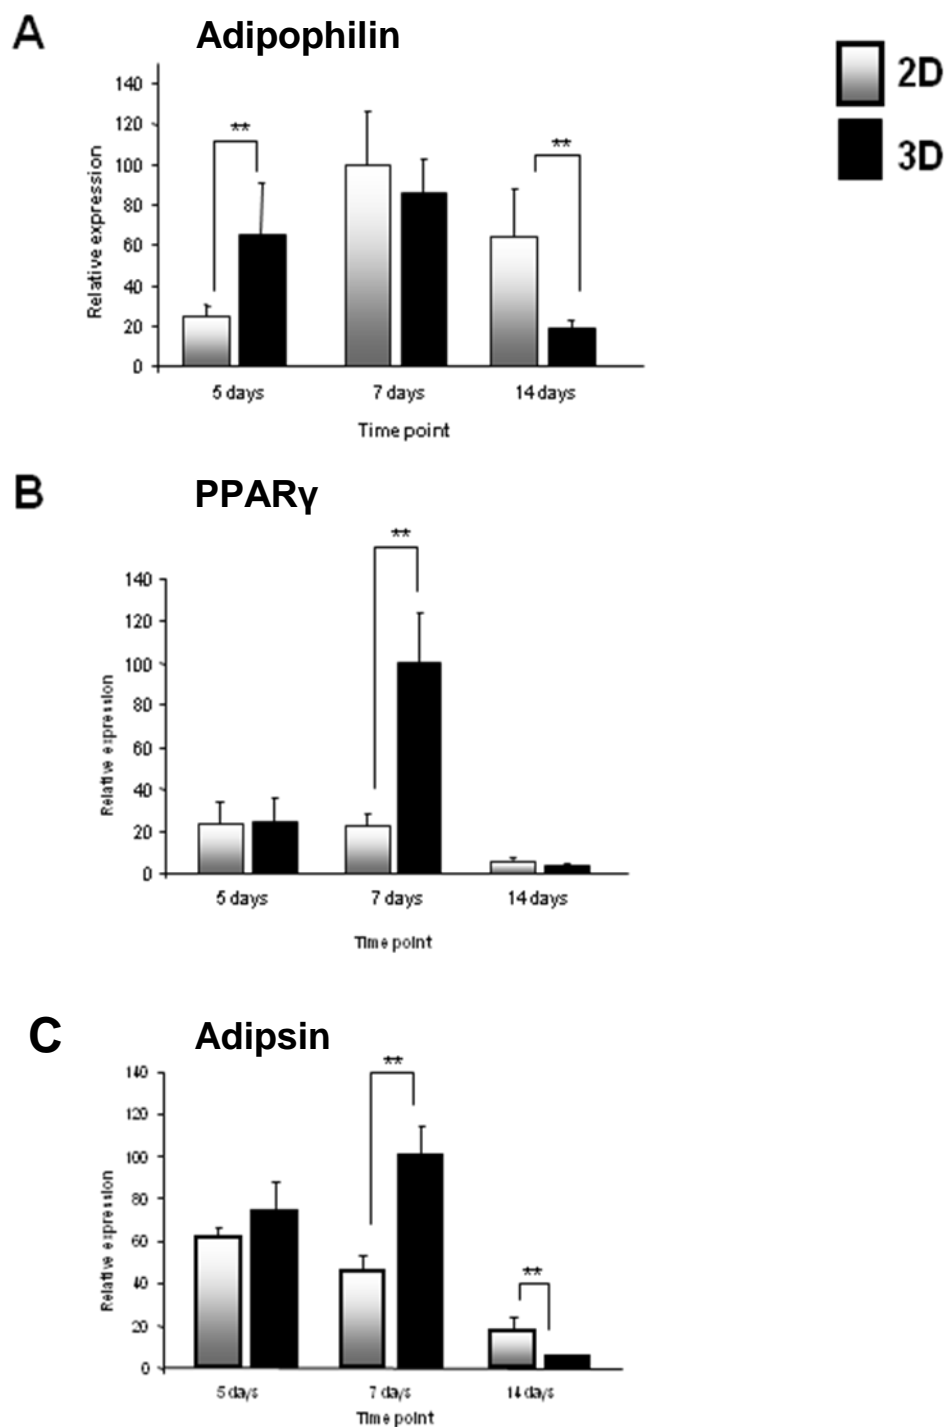 A
Adipophilin
2D
3D
Relative expression
140
120
100
80
60
40
20
0
**
**
5 days
7 days
14 days
Time point
B
PPARγ
Relative expression
140
120
100
80
60
40
20
0
**
5 days
7 days
14 days
Time point
C
Adipsin
Relative expression
140
120
100
80
60
40
20
0
**
**
5 days
7 days
14 days
Time point